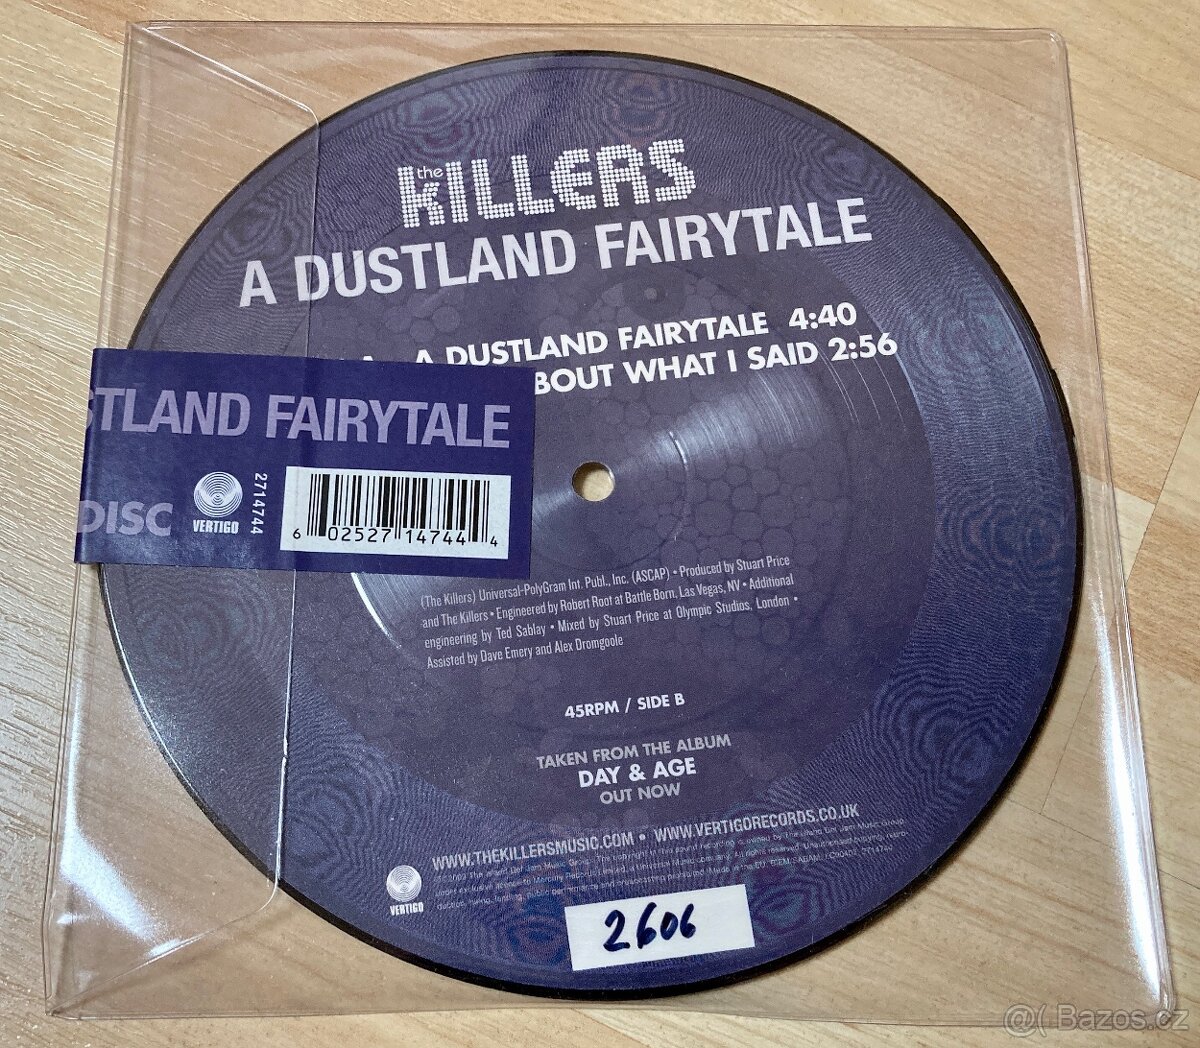 the KILLERS
A DUSTLAND FAIRYTALE
A DUSTLAND FAIRYTALE 4:40
BOUT WHAT I SAID 2:56
STLAND FAIRYTALE
DISC
VERTIGO
2714744
6 02527 14744 4
(The Killers) Universal-PolyGram Int. Publ., Inc. (ASCAP) • Produced by Stuart Price
and The Killers • Engineered by Robert Root at Battle Born, Las Vegas, NV • Additional
engineering by Ted Sablay • Mixed by Stuart Price at Olympic Studios, London •
Assisted by Dave Emery and Alex Dromgoole
45RPM / SIDE B
TAKEN FROM THE ALBUM
DAY & AGE
OUT NOW
WWW.THEKILLERSMUSIC.COM • WWW.VERTIGORECORDS.CO.UK
VERTIGO
2606
@( Bazos.cz